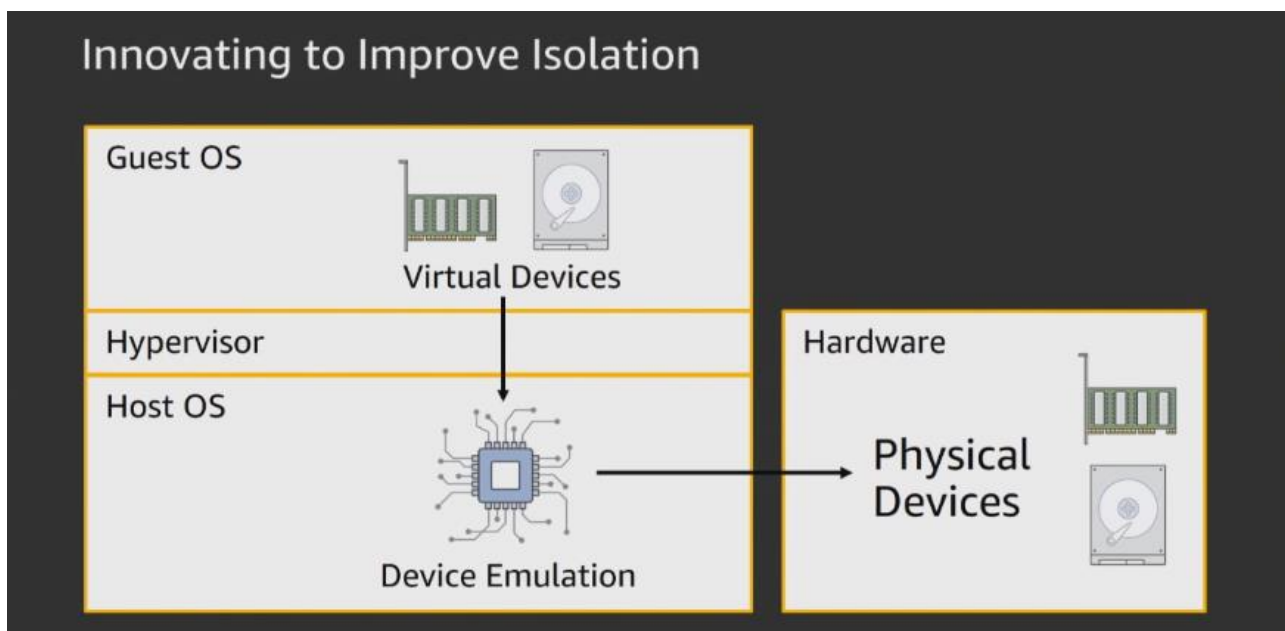 Innovating to Improve Isolation
Guest OS
Virtual Devices
Hypervisor
Host OS
Device Emulation
Hardware
Physical
Devices